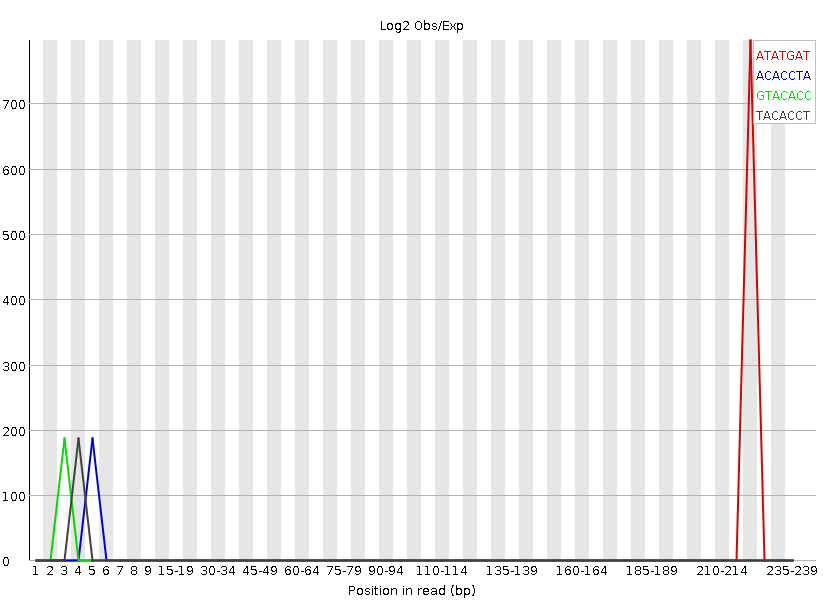 Log2 Obs/Exp
ATATGAT
ACACCTA
GTACACC
TACACCT
700
600
500
400
300
200
100
0
1 2 3 4 5 6 7 8 9 15-19 30-34 45-49 60-64 75-79 90-94 110-114 135-139 160-164 185-189 210-214 235-239
Position in read (bp)